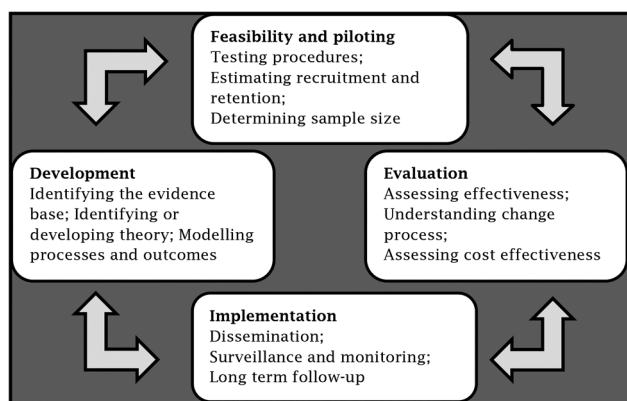 Feasibility and piloting
Testing procedures;
Estimating recruitment and
retention;
Determining sample size
Development
Identifying the evidence
base; Identifying or
developing theory; Modelling
processes and outcomes
Evaluation
Assessing effectiveness;
Understanding change
process;
Assessing cost effectiveness
Implementation
Dissemination;
Surveillance and monitoring;
Long term follow-up